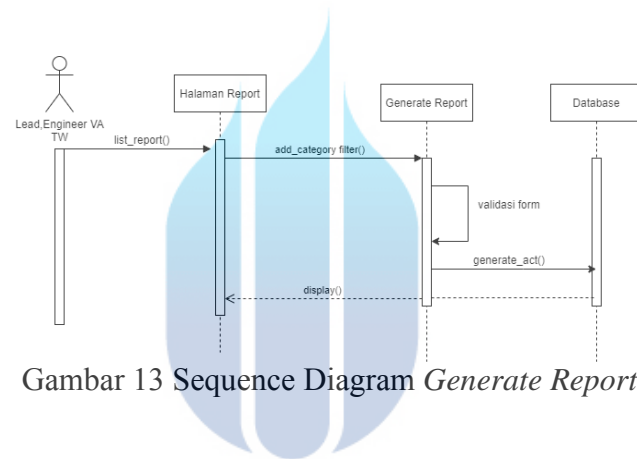 Halaman Report
Generate Report
Database
Lead,Engineer VA
TW
list_report()
add_category filter()
validasi form
generate_act()
display()
Gambar 13 Sequence Diagram Generate Report